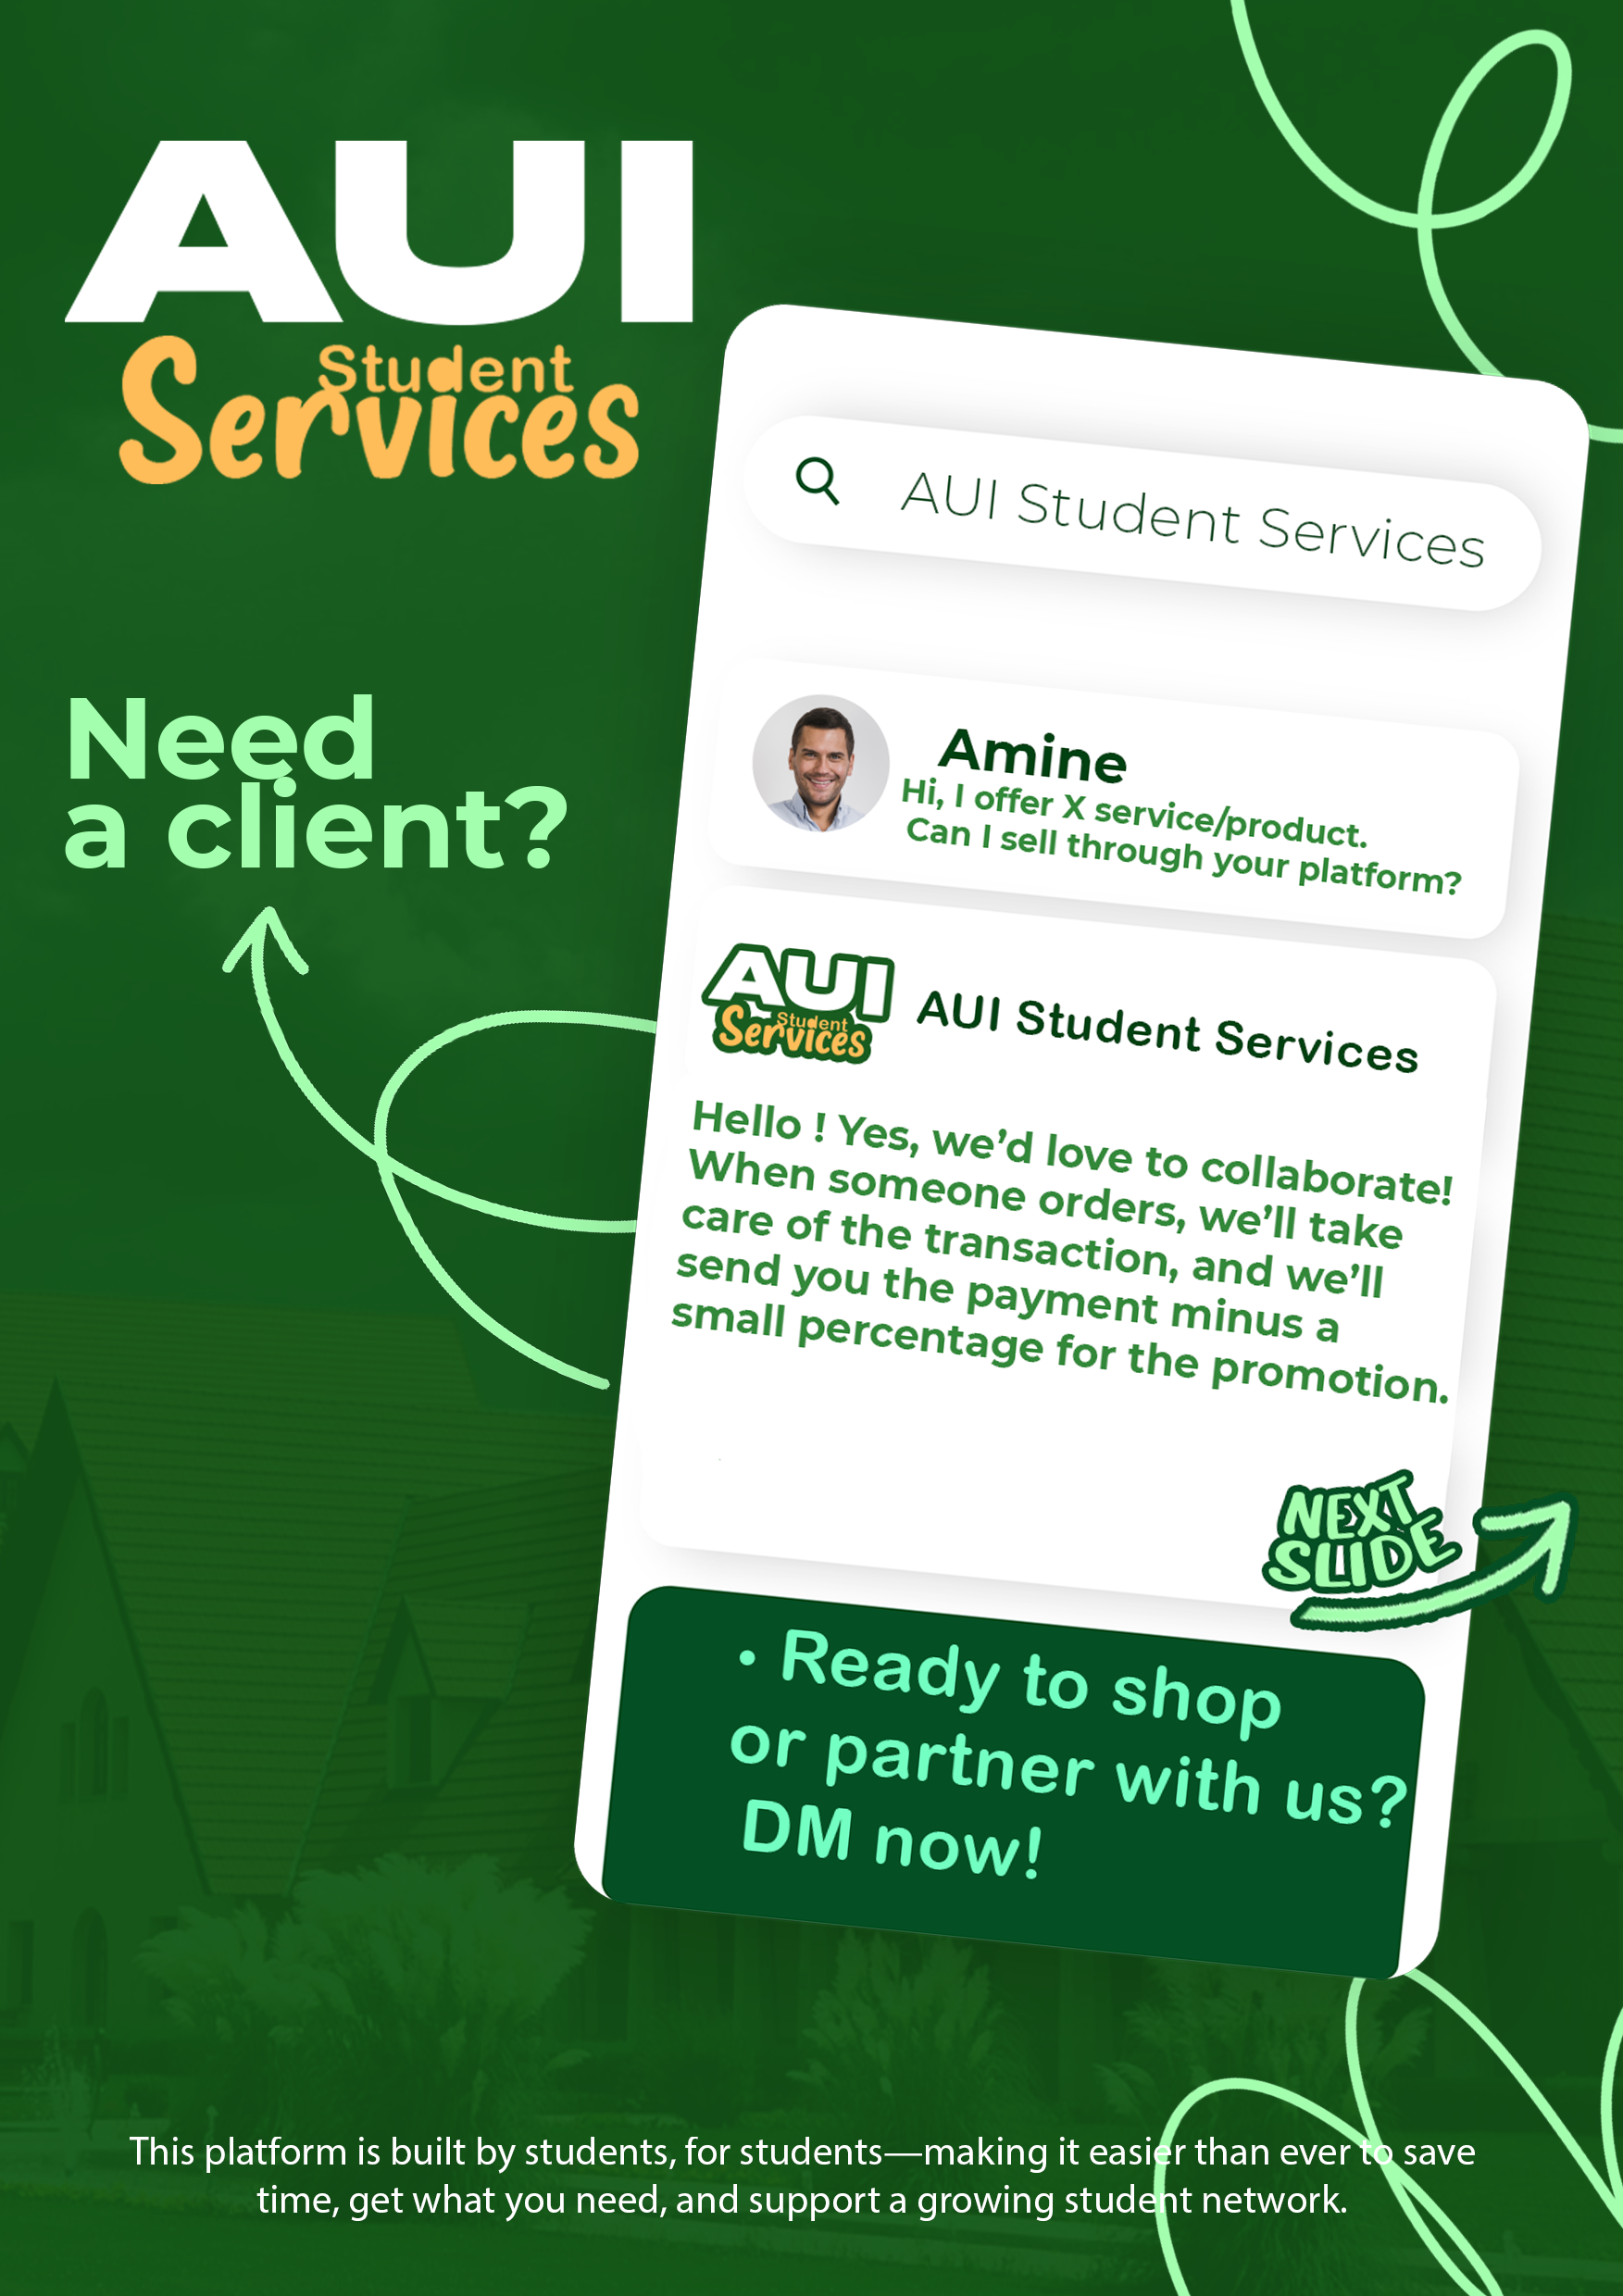 AUI
Student
Services
Need
a client?
AUI Student Services
Amine
Hi, I offer X service/product.
Can I sell through your platform?
AUI
Student
Services
AUI Student Services
Hello ! Yes, we’d love to collaborate!
When someone orders, we’ll take
care of the transaction, and we’ll
send you the payment minus a
small percentage for the promotion.
NEXT
SLIDE
• Ready to shop
or partner with us?
DM now!
This platform is built by students, for students—making it easier than ever to save
time, get what you need, and support a growing student network.